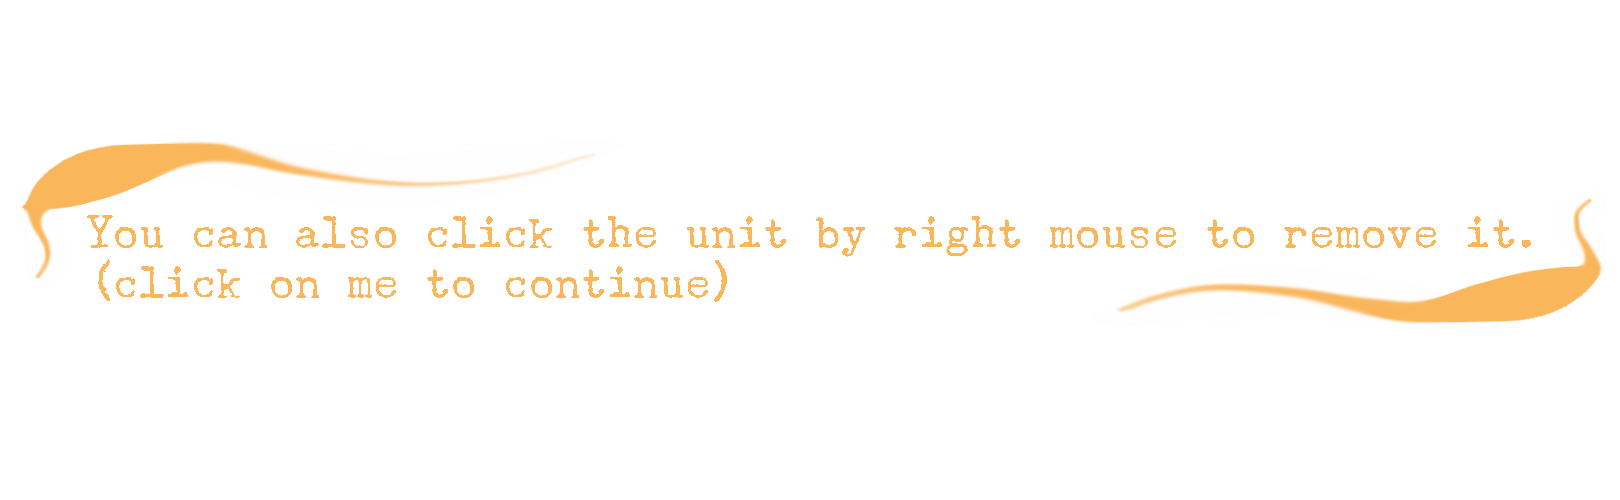 You can also click the unit by right mouse to remove it.
(click on me to continue)